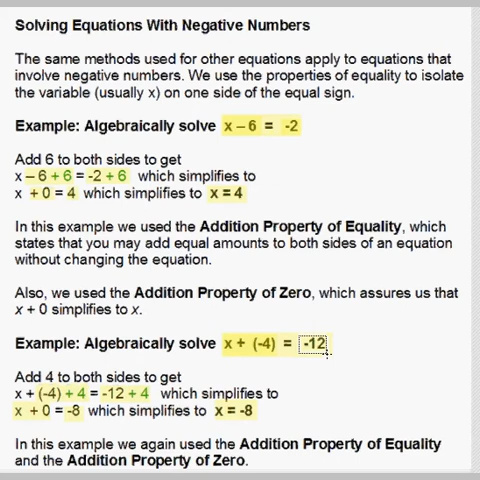 Solving Equations With Negative Numbers
The same methods used for other equations apply to equations that
involve negative numbers. We use the properties of equality to isolate
the variable (usually x) on one side of the equal sign.
Example: Algebraically solve x – 6 = -2
Add 6 to both sides to get
x – 6 + 6 = -2 + 6 which simplifies to
x + 0 = 4 which simplifies to x = 4
In this example we used the Addition Property of Equality, which
states that you may add equal amounts to both sides of an equation
without changing the equation.
Also, we used the Addition Property of Zero, which assures us that
x + 0 simplifies to x.
Example: Algebraically solve x + (-4) = -12
Add 4 to both sides to get
x + (-4) + 4 = -12 + 4 which simplifies to
x + 0 = -8 which simplifies to x = -8
In this example we again used the Addition Property of Equality
and the Addition Property of Zero.